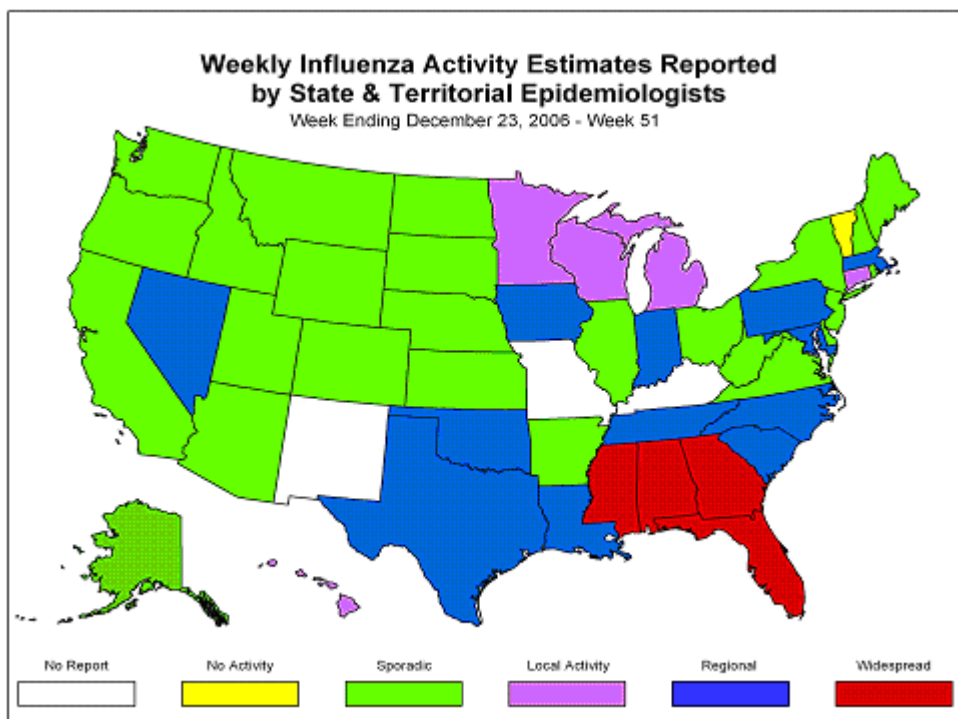 Weekly Influenza Activity Estimates Reported
by State & Territorial Epidemiologists
Week Ending December 23, 2006 - Week 51
No Report
No Activity
Sporadic
Local Activity
Regional
Widespread